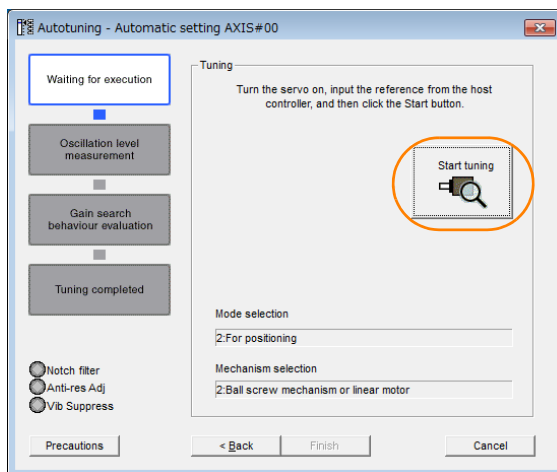 Autotuning - Automatic setting AXIS#00
Waiting for execution
Oscillation level
measurement
Gain search
behaviour evaluation
Tuning completed
Notch filter
Anti-res Adj
Vib Suppress
Tuning
Turn the servo on, input the reference from the host
controller, and then click the Start button.
Start tuning
Mode selection
2:For positioning
Mechanism selection
2:Ball screw mechanism or linear motor
Precautions
< Back
Finish
Cancel